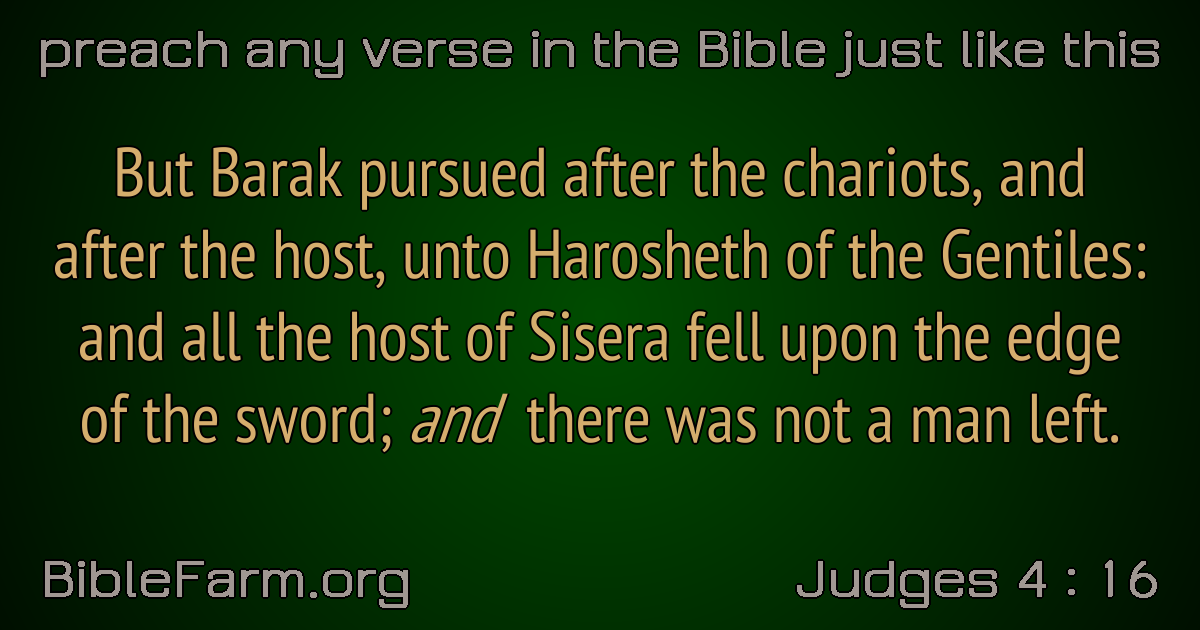 preach any verse in the Bible just like this
But Barak pursued after the chariots, and
after the host, unto Harosheth of the Gentiles:
and all the host of Sisera fell upon the edge
of the sword; and there was not a man left.
BibleFarm.org
Judges 4 : 16